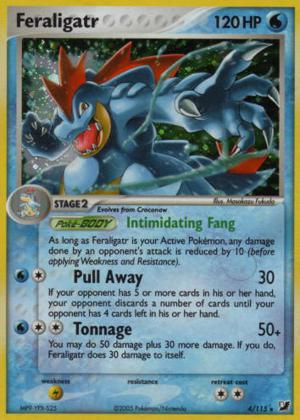 Feraligatr 120 HP
Illus. Masakazu Fukuda
STAGE 2 Evolves from Croconaw
Poké-BODY Intimidating Fang
As long as Feraligatr is your Active Pokémon, any damage
done by an opponent's attack is reduced by 10 (before
applying Weakness and Resistance).
Pull Away 30
If your opponent has 5 or more cards in his or her hand,
your opponent discards a number of cards until your
opponent has 4 cards left in his or her hand.
Tonnage 50+
You may do 50 damage plus 30 more damage. If you do,
Feraligatr does 30 damage to itself.
weakness resistance retreat cost
©2005 Pokémon/Nintendo 4/115